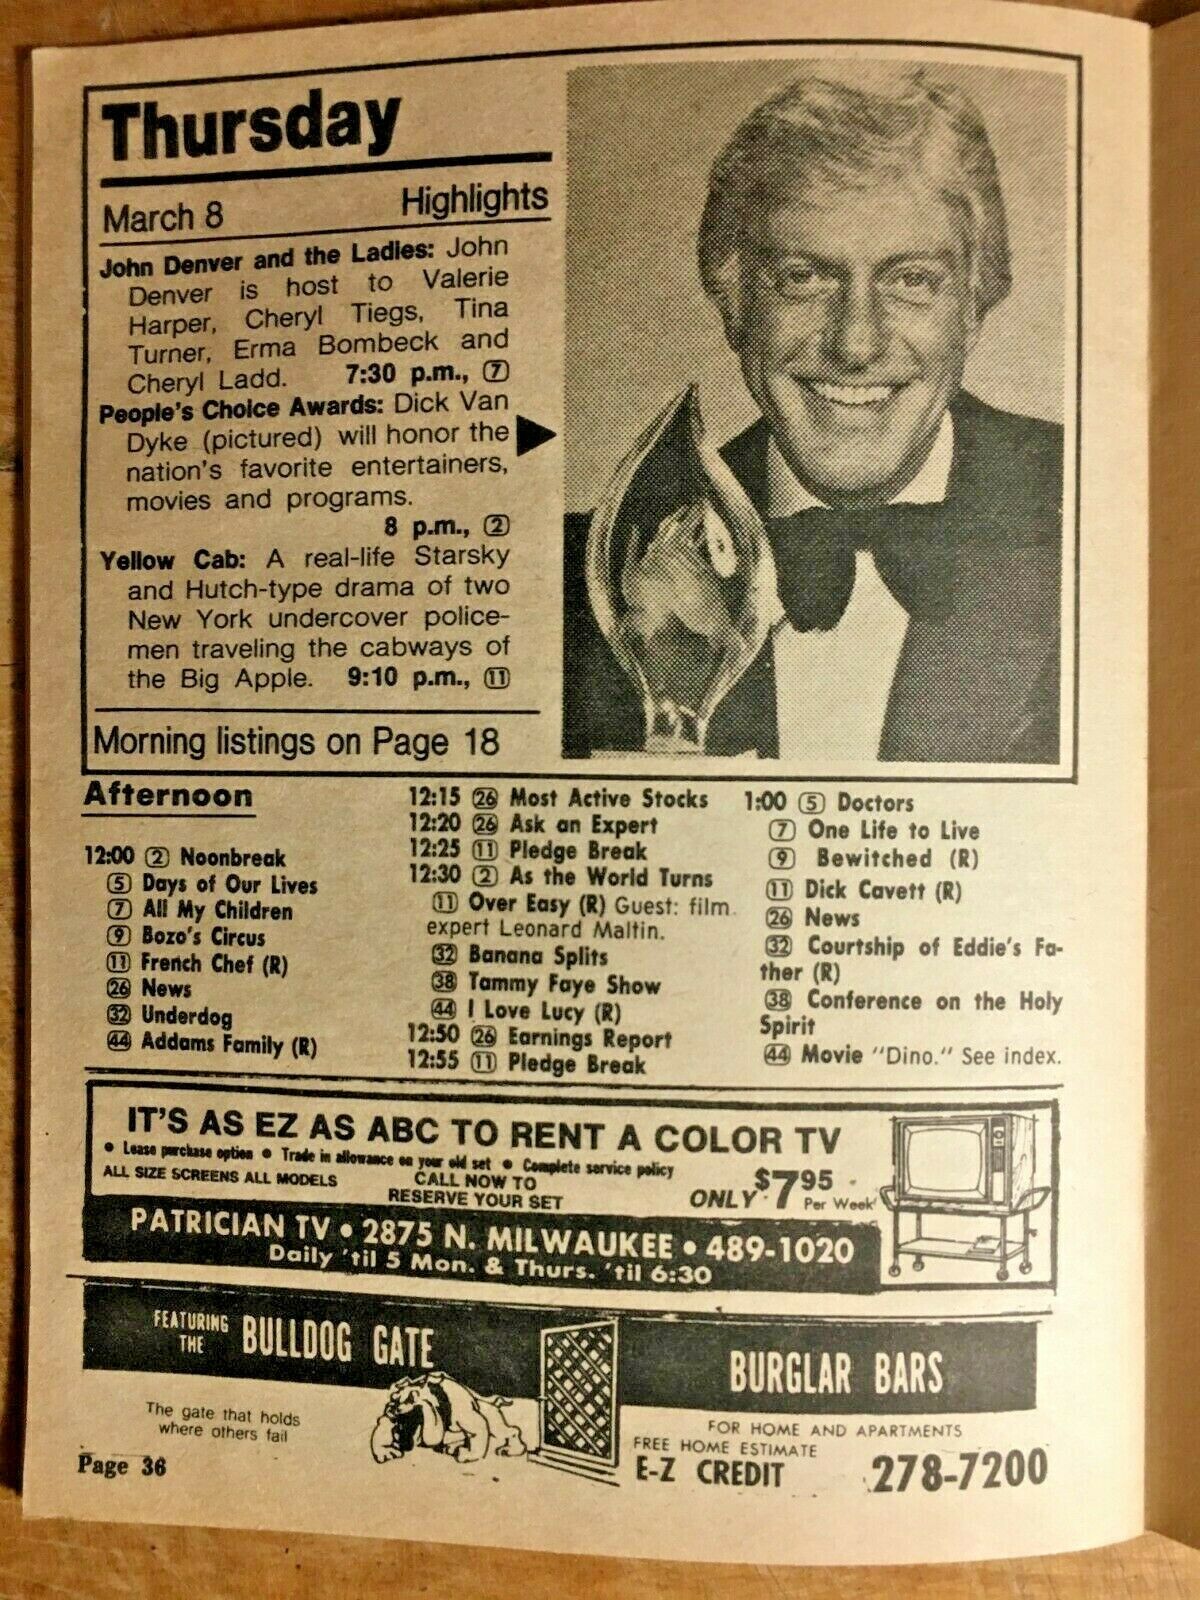 Thursday
March 8 Highlights
John Denver and the Ladies: John
Denver is host to Valerie
Harper, Cheryl Tiegs, Tina
Turner, Erma Bombeck and
Cheryl Ladd. 7:30 p.m., 7
People's Choice Awards: Dick Van
Dyke (pictured) will honor the
nation's favorite entertainers,
movies and programs.
8 p.m., 2
Yellow Cab: A real-life Starsky
and Hutch-type drama of two
New York undercover police-
men traveling the cabways of
the Big Apple. 9:10 p.m., 11
Morning listings on Page 18
Afternoon
12:00 2 Noonbreak
5 Days of Our Lives
7 All My Children
9 Bozo's Circus
11 French Chef (R)
26 News
32 Underdog
44 Addams Family (R)
12:15 26 Most Active Stocks
12:20 26 Ask an Expert
12:25 11 Pledge Break
12:30 2 As the World Turns
11 Over Easy (R) Guest: film
expert Leonard Maltin.
32 Banana Splits
38 Tammy Faye Show
44 I Love Lucy (R)
12:50 26 Earnings Report
12:55 11 Pledge Break
1:00 5 Doctors
7 One Life to Live
9 Bewitched (R)
11 Dick Cavett (R)
26 News
32 Courtship of Eddie's Fa-
ther (R)
38 Conference on the Holy
Spirit
44 Movie "Dino." See index.
IT'S AS EZ AS ABC TO RENT A COLOR TV
• Lease purchase option • Trade in allowance on your old set • Complete service policy
ALL SIZE SCREENS ALL MODELS
CALL NOW TO
RESERVE YOUR SET
ONLY $7.95 Per Week
PATRICIAN TV • 2875 N. MILWAUKEE • 489-1020
Daily 'til 5 Mon. & Thurs. 'til 6:30
FEATURING
THE BULLDOG GATE
BURGLAR BARS
The gate that holds
where others fail
FOR HOME AND APARTMENTS
FREE HOME ESTIMATE
E-Z CREDIT 278-7200
Page 36